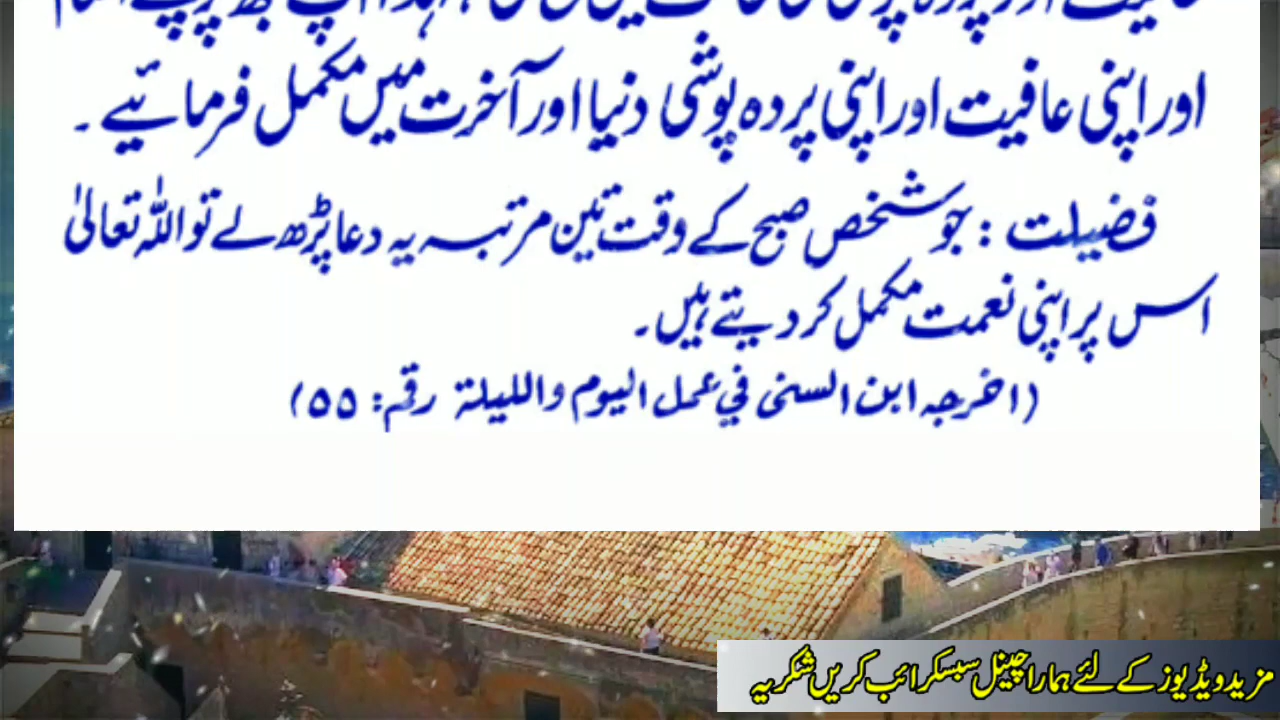 اور اپنی عافیت اور اپنی پردہ پوشی دنیا اور آخرت میں مکمل فرمائیے ۔
فضیلت : جو شخص صبح کے وقت تین مرتبہ یہ دعا پڑھ لے تو اللہ تعالیٰ
اس پر اپنی نعمت مکمل کر دیتے ہیں ۔
(اخرجہ ابن السنی في عمل الیوم واللیلۃ رقم: ۵۵)
مزید ویڈیوز کے لئے ہمارا چینل سبسکرائب کریں شکریہ